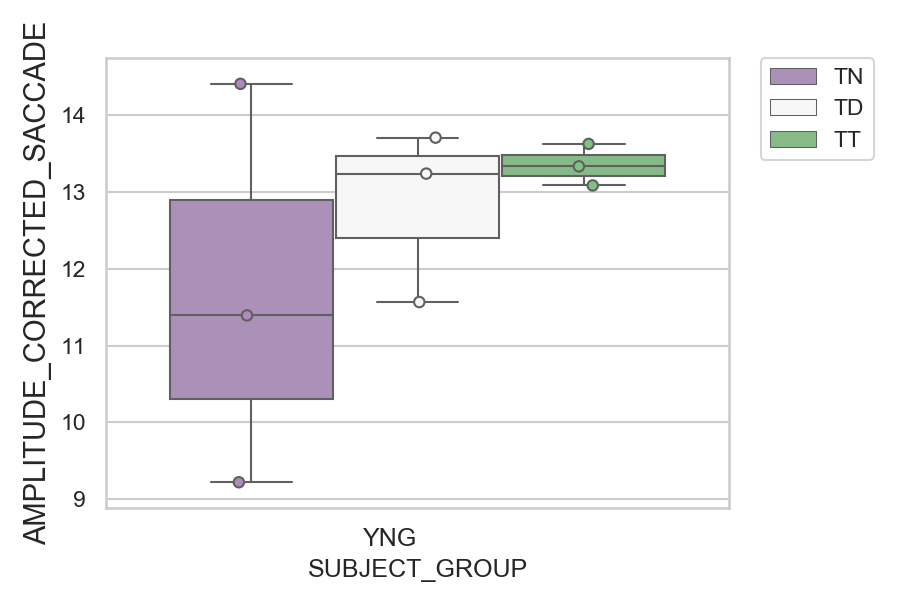 AMPLITUDE_CORRECTED_SACCADE
14
13
12
11
10
9
YNG
SUBJECT_GROUP
TN
TD
TT